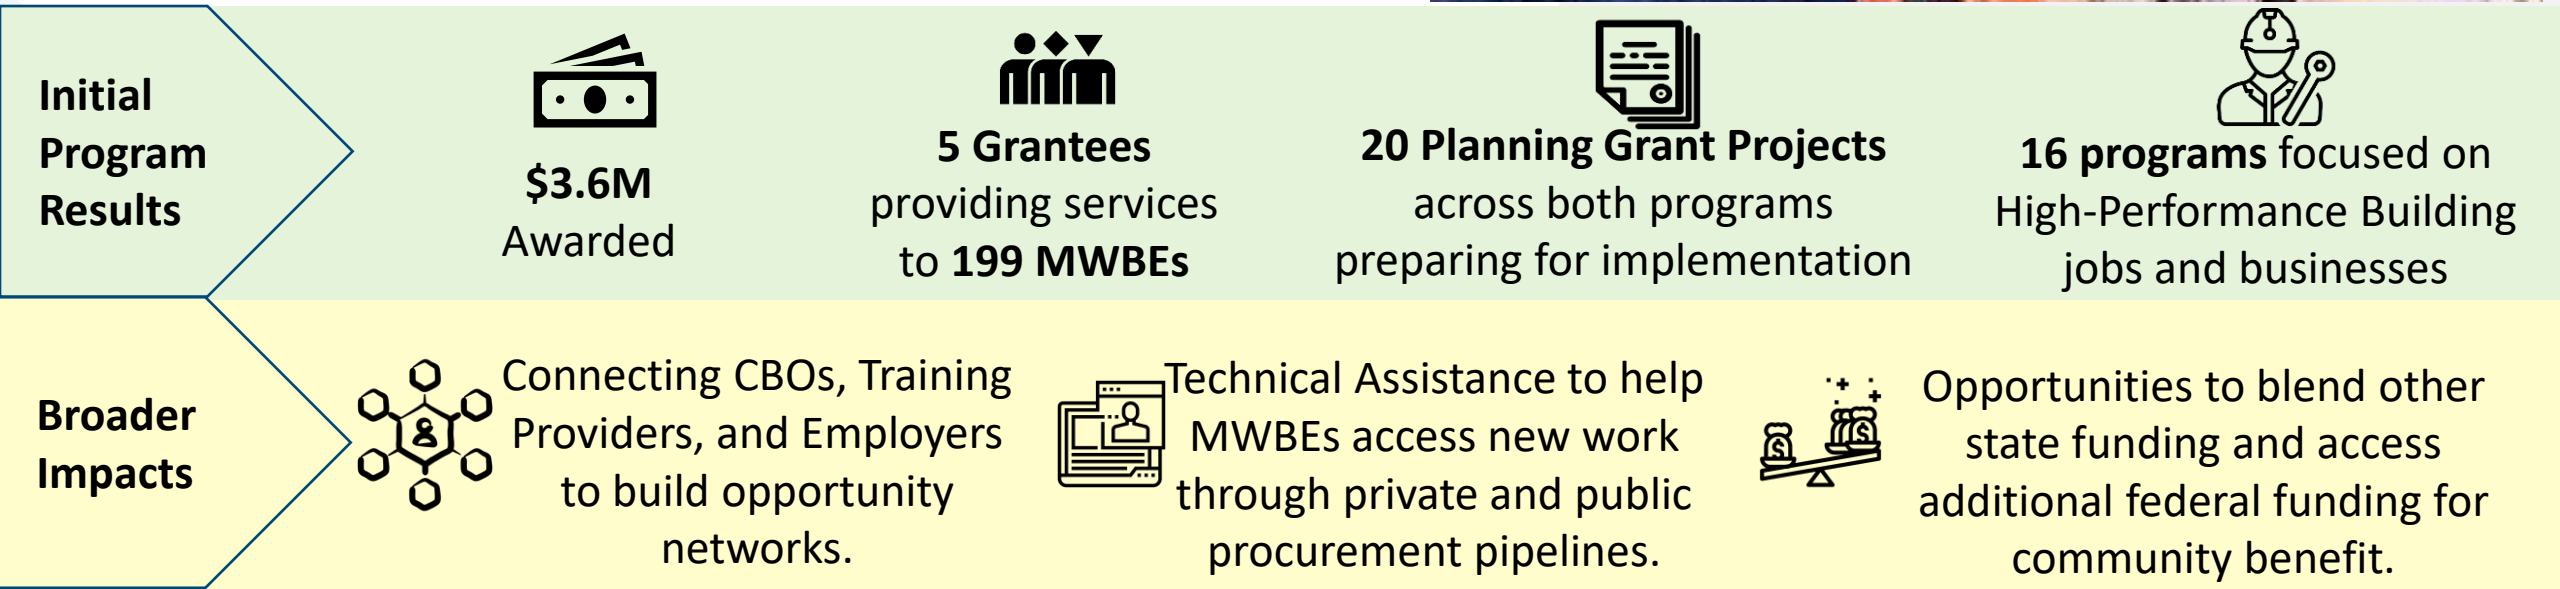 Initial
Program
Results
$3.6M
Awarded
5 Grantees
providing services
to 199 MWBEs
20 Planning Grant Projects
across both programs
preparing for implementation
16 programs focused on
High-Performance Building
jobs and businesses
Broader
Impacts
Connecting CBOs, Training
Providers, and Employers
to build opportunity
networks.
Technical Assistance to help
MWBEs access new work
through private and public
procurement pipelines.
Opportunities to blend other
state funding and access
additional federal funding for
community benefit.